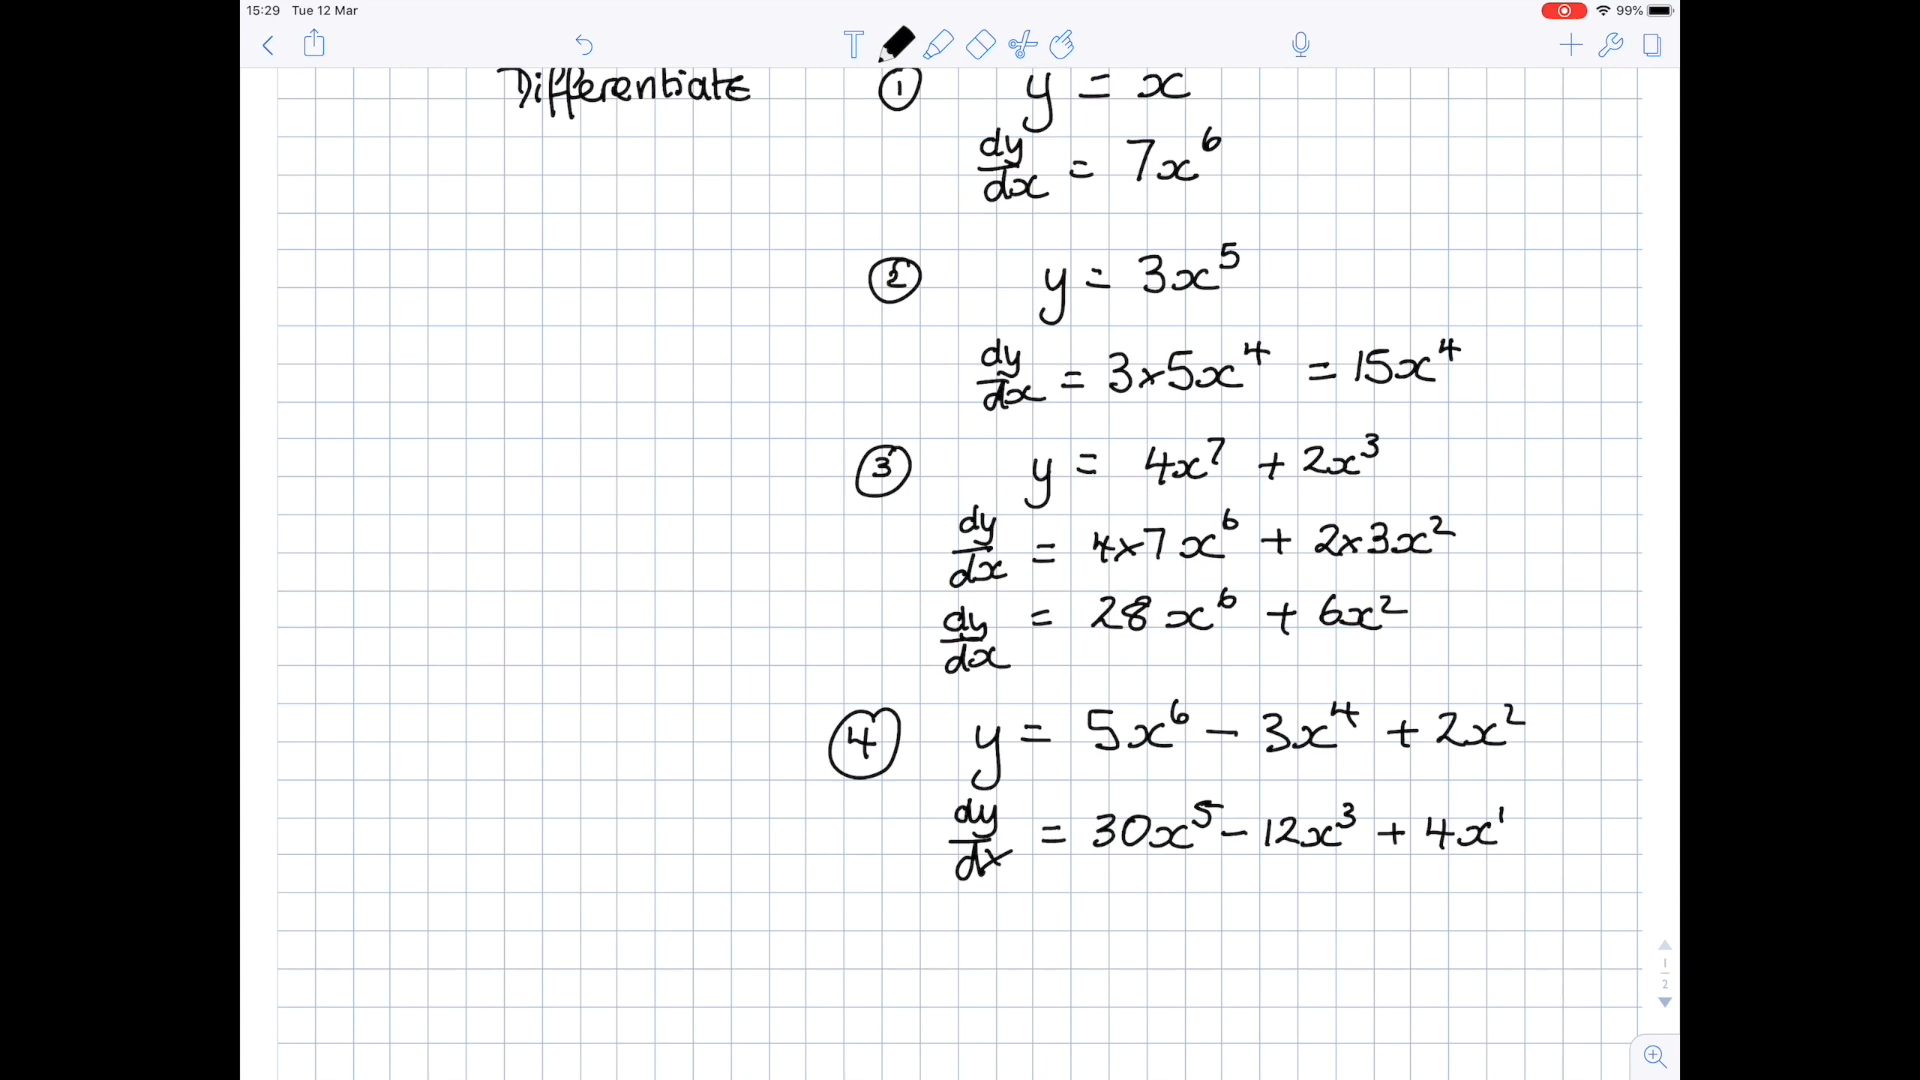 15:29 Tue 12 Mar 99%
T
Differentiate ① y = x
dy/dx = 7x⁶
② y = 3x⁵
dy/dx = 3×5x⁴ = 15x⁴
③ y = 4x⁷ + 2x³
dy/dx = 4×7x⁶ + 2×3x²
dy/dx = 28x⁶ + 6x²
④ y = 5x⁶ - 3x⁴ + 2x²
dy/dx = 30x⁵ - 12x³ + 4x¹
1
2